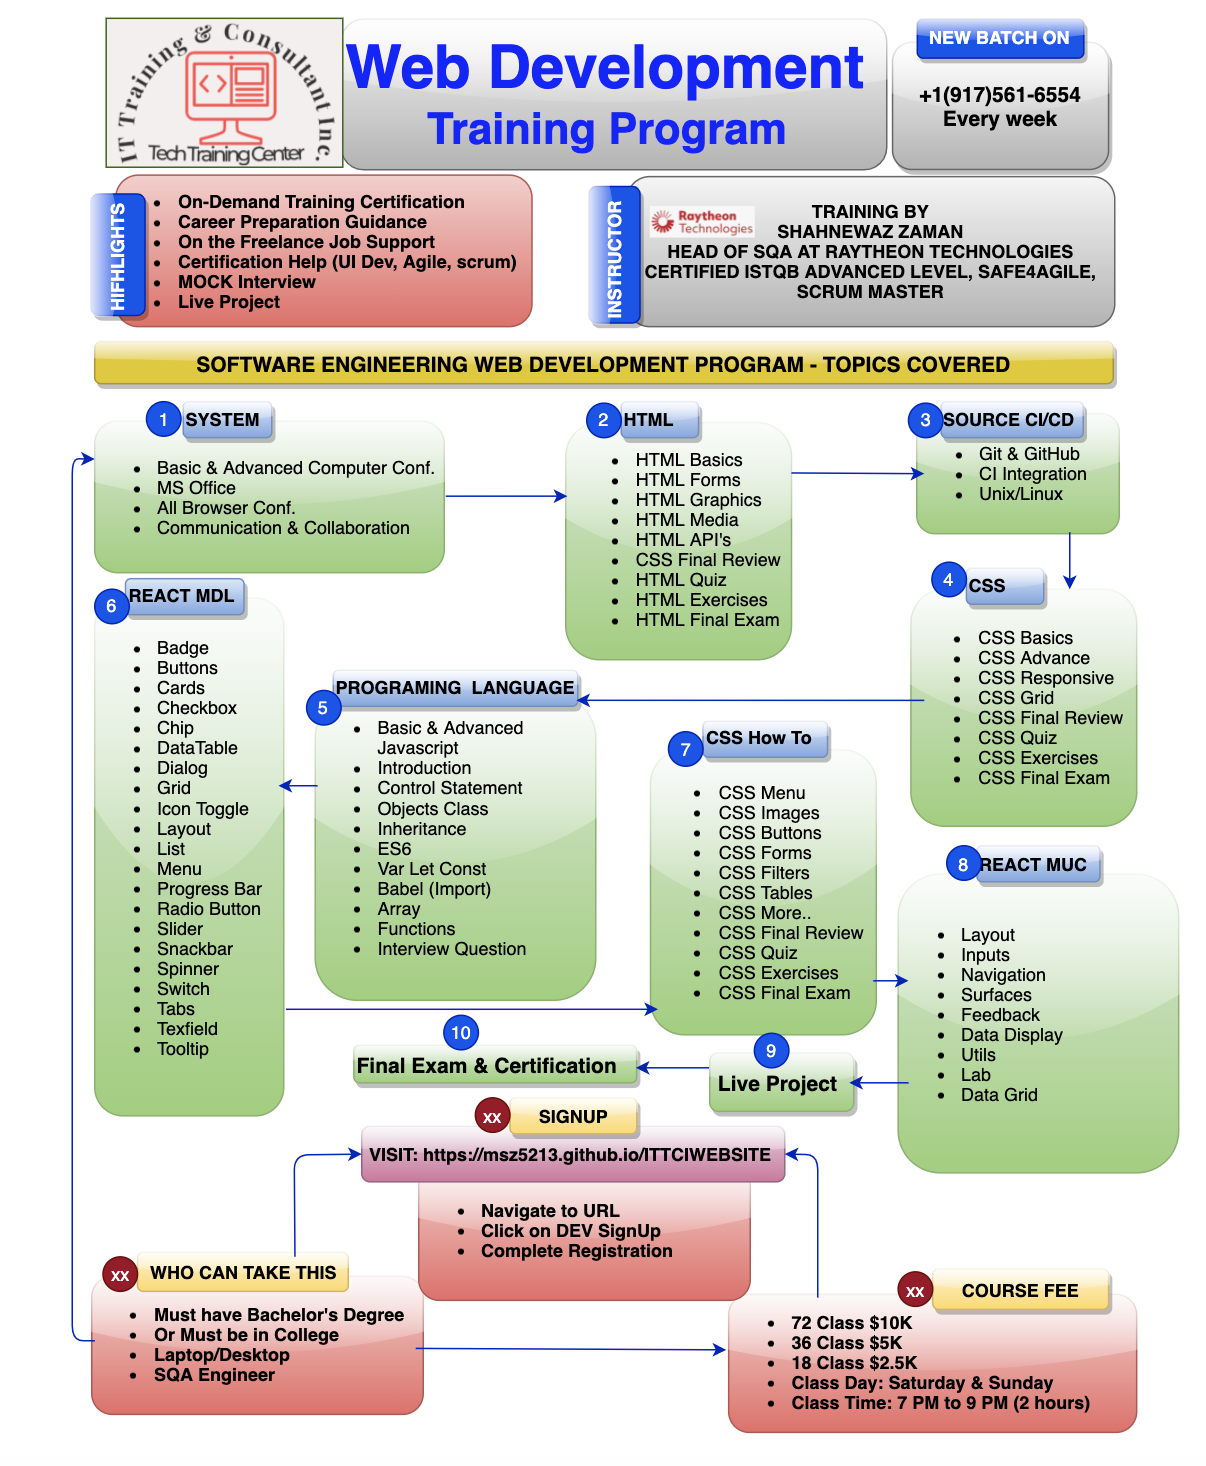 IT Training & Consultant Inc.
Tech Training Center
Web Development
Training Program
NEW BATCH ON
+1(917)561-6554
Every week
HIFHLIGHTS
• On-Demand Training Certification
• Career Preparation Guidance
• On the Freelance Job Support
• Certification Help (UI Dev, Agile, scrum)
• MOCK Interview
• Live Project
INSTRUCTOR
Raytheon
Technologies
TRAINING BY
SHAHNEWAZ ZAMAN
HEAD OF SQA AT RAYTHEON TECHNOLOGIES
CERTIFIED ISTQB ADVANCED LEVEL, SAFE4AGILE,
SCRUM MASTER
SOFTWARE ENGINEERING WEB DEVELOPMENT PROGRAM - TOPICS COVERED
1 SYSTEM
• Basic & Advanced Computer Conf.
• MS Office
• All Browser Conf.
• Communication & Collaboration
2 HTML
• HTML Basics
• HTML Forms
• HTML Graphics
• HTML Media
• HTML API's
• CSS Final Review
• HTML Quiz
• HTML Exercises
• HTML Final Exam
3 SOURCE CI/CD
• Git & GitHub
• CI Integration
• Unix/Linux
4 CSS
• CSS Basics
• CSS Advance
• CSS Responsive
• CSS Grid
• CSS Final Review
• CSS Quiz
• CSS Exercises
• CSS Final Exam
5 PROGRAMING LANGUAGE
• Basic & Advanced
Javascript
• Introduction
• Control Statement
• Objects Class
• Inheritance
• ES6
• Var Let Const
• Babel (Import)
• Array
• Functions
• Interview Question
6 REACT MDL
• Badge
• Buttons
• Cards
• Checkbox
• Chip
• DataTable
• Dialog
• Grid
• Icon Toggle
• Layout
• List
• Menu
• Progress Bar
• Radio Button
• Slider
• Snackbar
• Spinner
• Switch
• Tabs
• Texfield
• Tooltip
7 CSS How To
• CSS Menu
• CSS Images
• CSS Buttons
• CSS Forms
• CSS Filters
• CSS Tables
• CSS More..
• CSS Final Review
• CSS Quiz
• CSS Exercises
• CSS Final Exam
8 REACT MUC
• Layout
• Inputs
• Navigation
• Surfaces
• Feedback
• Data Display
• Utils
• Lab
• Data Grid
9
Live Project
10
Final Exam & Certification
xx SIGNUP
VISIT: https://msz5213.github.io/ITTCIWEBSITE
• Navigate to URL
• Click on DEV SignUp
• Complete Registration
xx WHO CAN TAKE THIS
• Must have Bachelor's Degree
• Or Must be in College
• Laptop/Desktop
• SQA Engineer
xx COURSE FEE
• 72 Class $10K
• 36 Class $5K
• 18 Class $2.5K
• Class Day: Saturday & Sunday
• Class Time: 7 PM to 9 PM (2 hours)